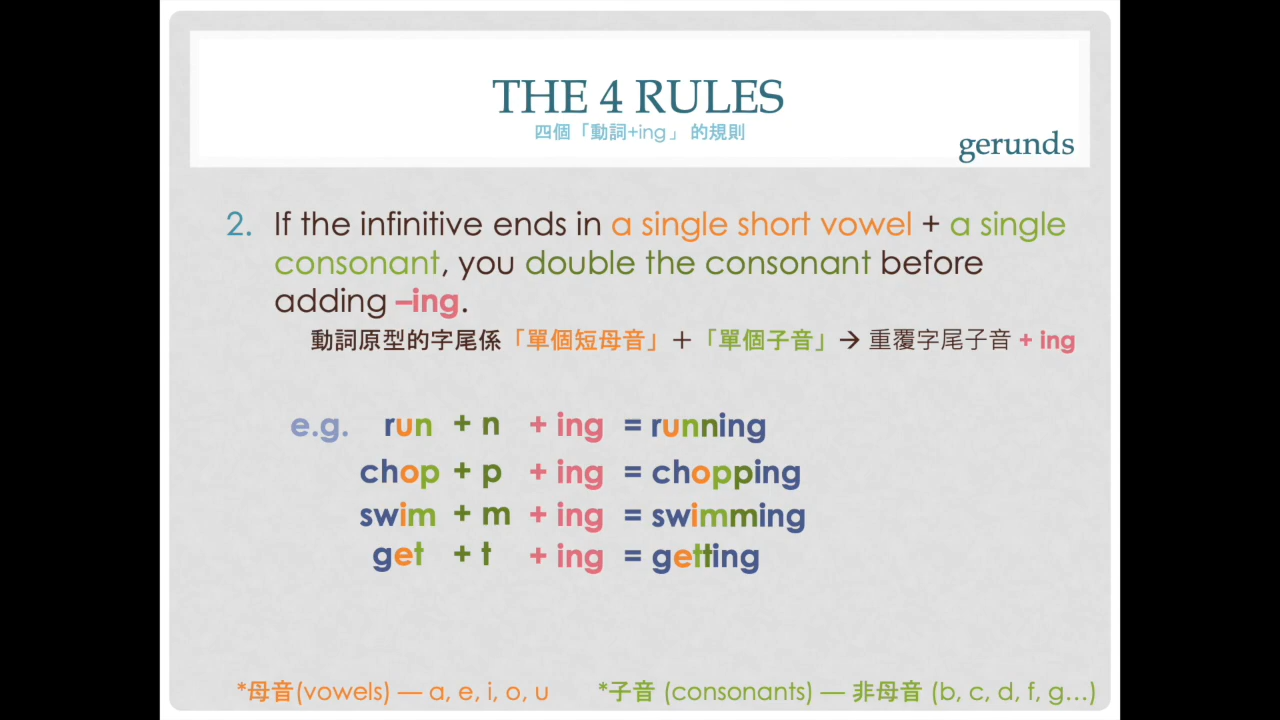 THE 4 RULES
四個「動詞+ing」 的規則
gerunds
2. If the infinitive ends in a single short vowel + a single
consonant, you double the consonant before
adding –ing.
動詞原型的字尾係「單個短母音」＋「單個子音」→ 重覆字尾子音 + ing
e.g. run + n + ing = running
chop + p + ing = chopping
swim + m + ing = swimming
get + t + ing = getting
*母音(vowels) — a, e, i, o, u *子音 (consonants) — 非母音 (b, c, d, f, g…)